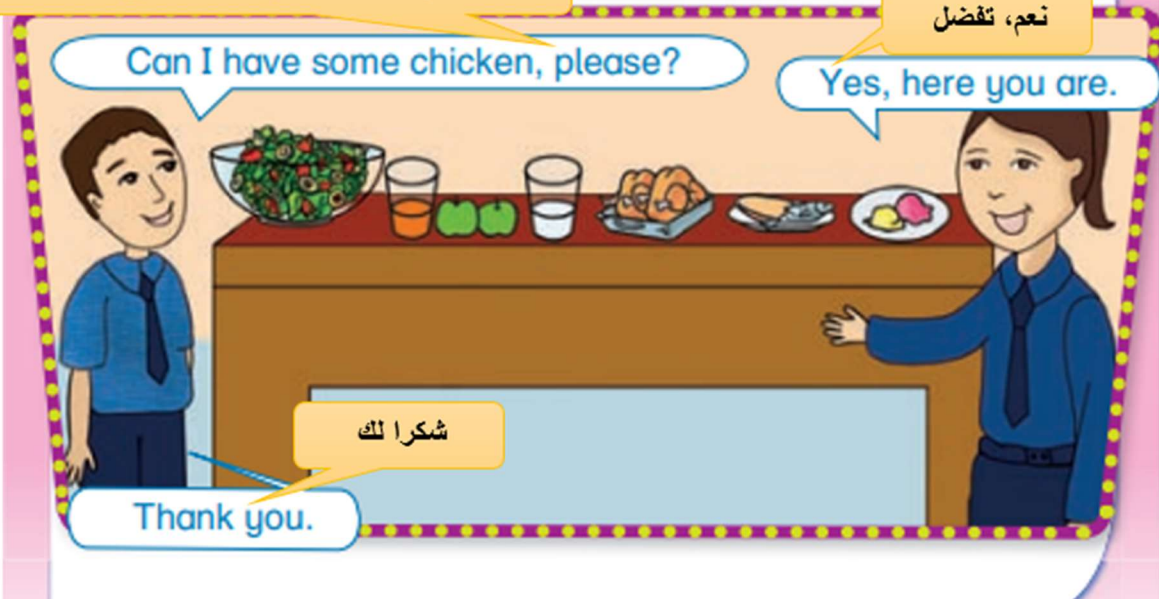 Can I have some chicken, please?
نعم، تفضل
Yes, here you are.
شكرا لك
Thank you.